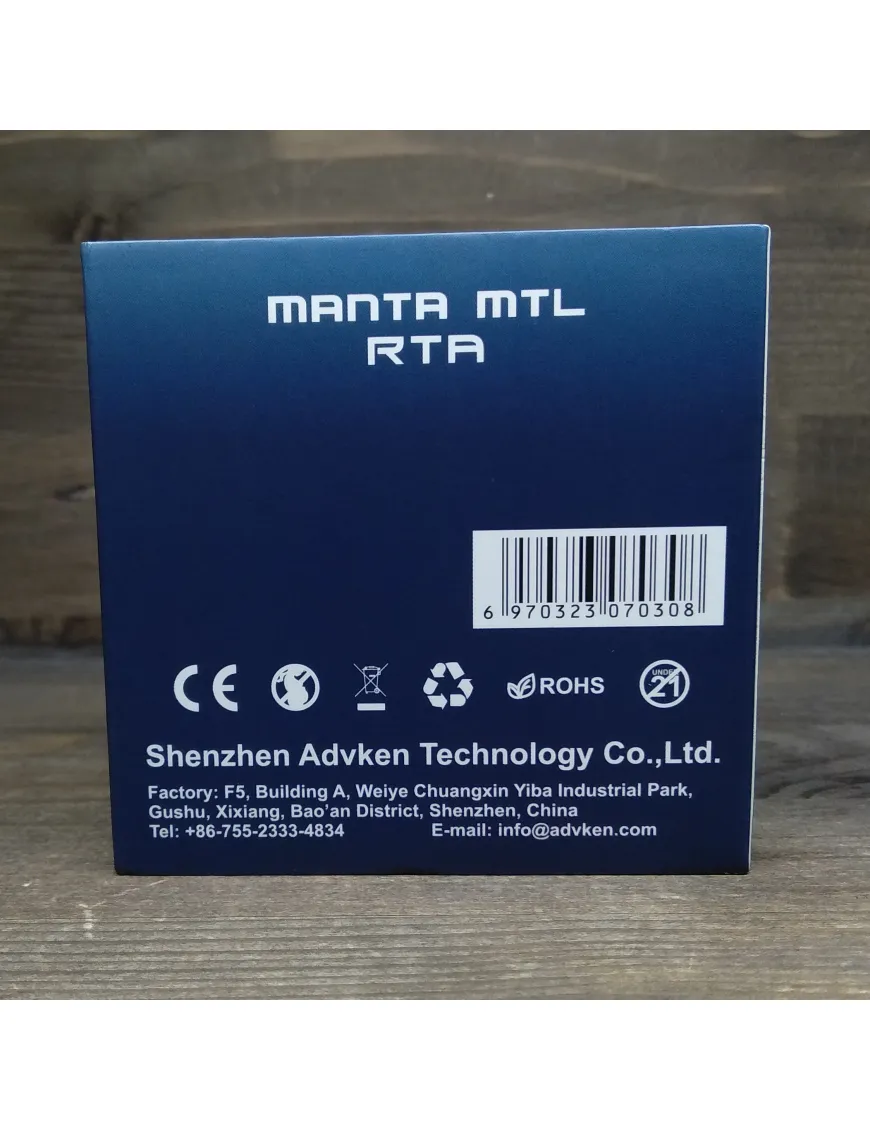 MANTA MTL
RTA
6 970323 070308
CE
ROHS
UNDER
21
Shenzhen Advken Technology Co.,Ltd.
Factory: F5, Building A, Weiye Chuangxin Yiba Industrial Park,
Gushu, Xixiang, Bao'an District, Shenzhen, China
Tel: +86-755-2333-4834 E-mail: info@advken.com